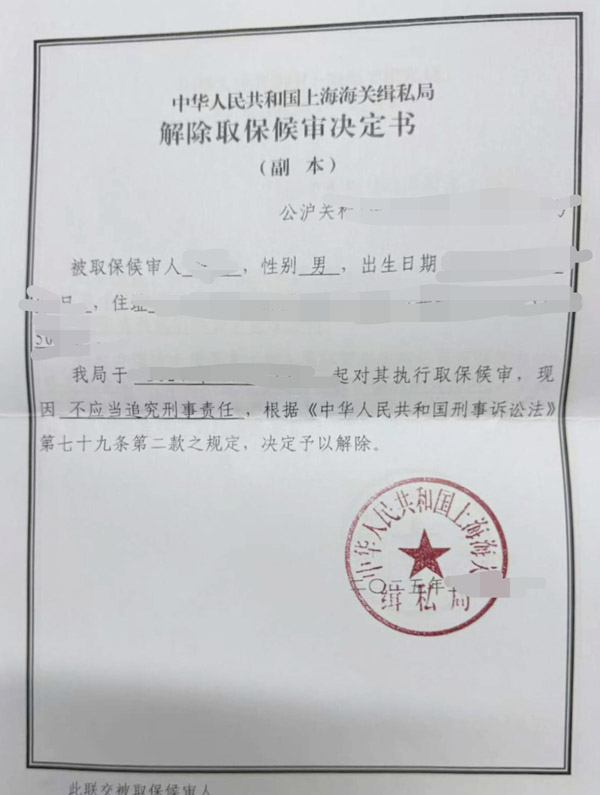 中华人民共和国上海海关缉私局
解除取保候审决定书
（副 本）
公沪关
被取保候审人 ，性别 男 ，出生日期
日 ，住址
我局于 起对其执行取保候审，现
因 不应当追究刑事责任 ，根据《中华人民共和国刑事诉讼法》
第七十九条第二款之规定，决定予以解除。
中华人民共和国上海海关
缉私局
二〇二五年
此联交被取保候审人